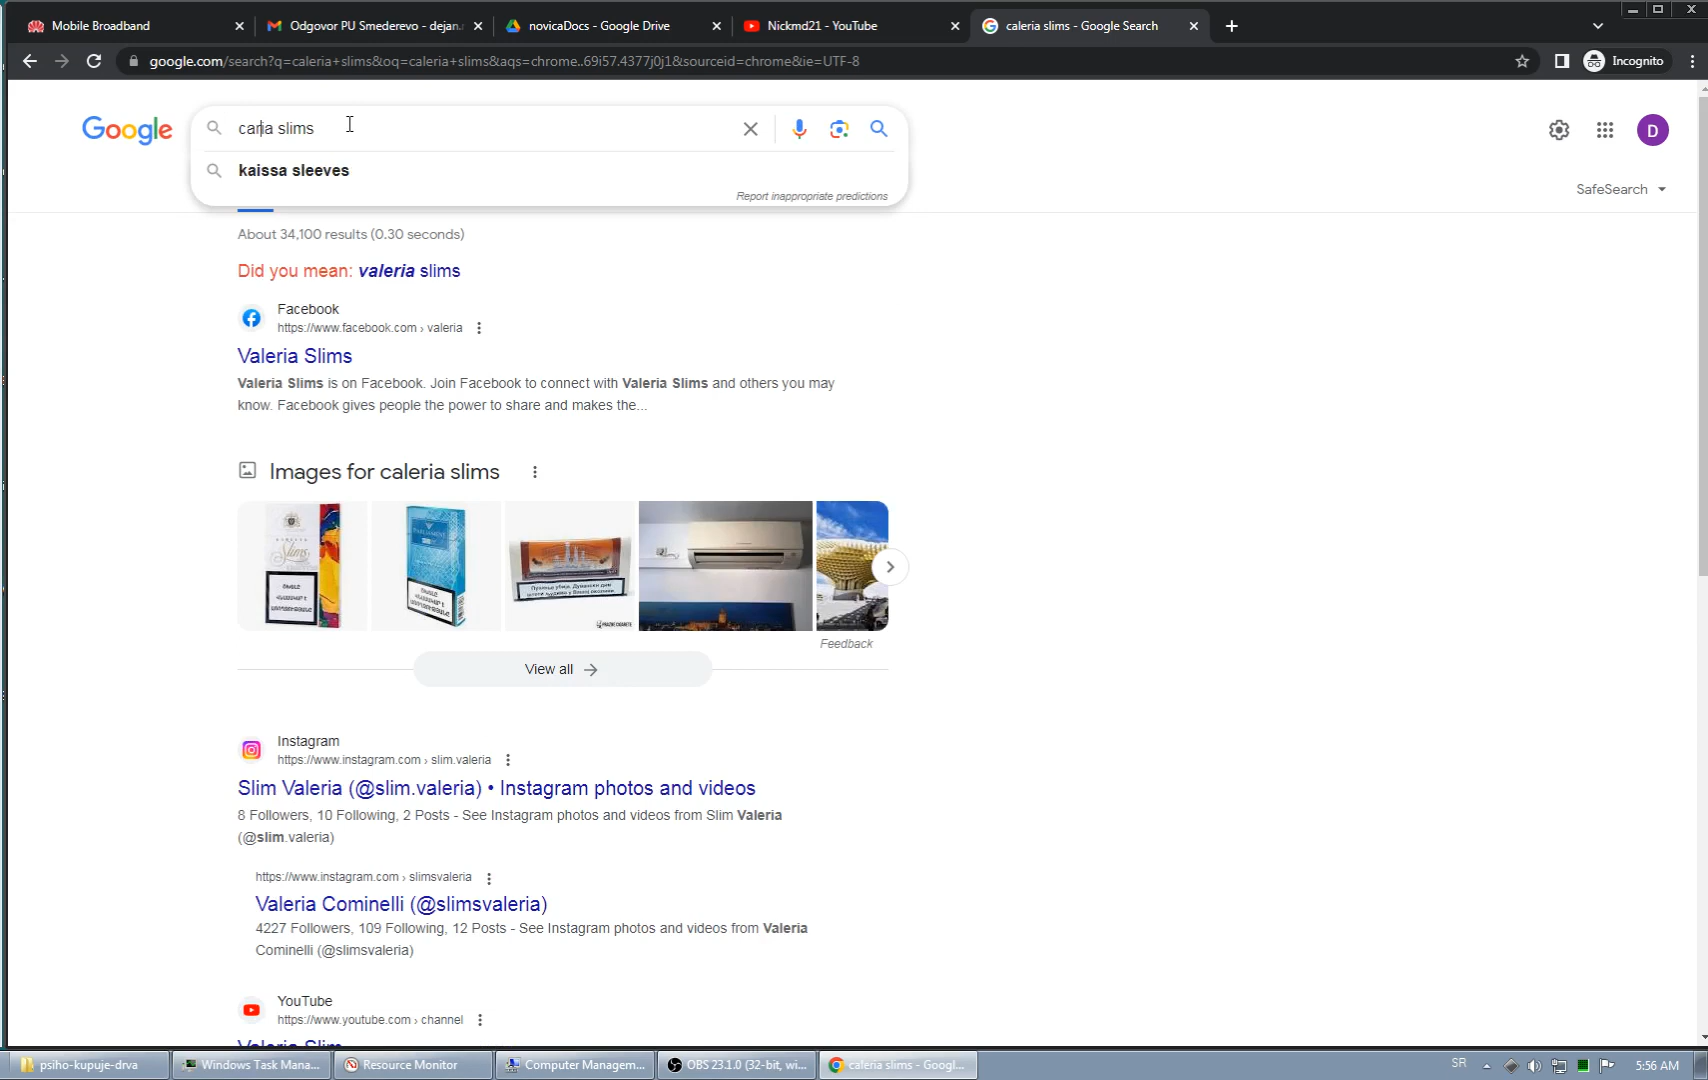 Mobile Broadband
Odgovor PU Smederevo - dejan.
novicaDocs - Google Drive
Nickmd21 - YouTube
caleria slims - Google Search
google.com/search?q=caleria+slims&oq=caleria+slims&aqs=chrome..69i57.4377j0j1&sourceid=chrome&ie=UTF-8
Incognito
Google
caria slims
D
kaissa sleeves
Report inappropriate predictions
SafeSearch
About 34,100 results (0.30 seconds)
Did you mean: valeria slims
Facebook
https://www.facebook.com › valeria
Valeria Slims
Valeria Slims is on Facebook. Join Facebook to connect with Valeria Slims and others you may
know. Facebook gives people the power to share and makes the...
Images for caleria slims
Slims
Feedback
View all
Instagram
https://www.instagram.com › slim.valeria
Slim Valeria (@slim.valeria) • Instagram photos and videos
8 Followers, 10 Following, 2 Posts - See Instagram photos and videos from Slim Valeria
(@slim.valeria)
https://www.instagram.com › slimsvaleria
Valeria Cominelli (@slimsvaleria)
4227 Followers, 109 Following, 12 Posts - See Instagram photos and videos from Valeria
Cominelli (@slimsvaleria)
YouTube
https://www.youtube.com › channel
Valeria Slim
psiho-kupuje-drva
Windows Task Mana...
Resource Monitor
Computer Managem...
OBS 23.1.0 (32-bit, wi...
caleria slims - Googl...
SR
5:56 AM